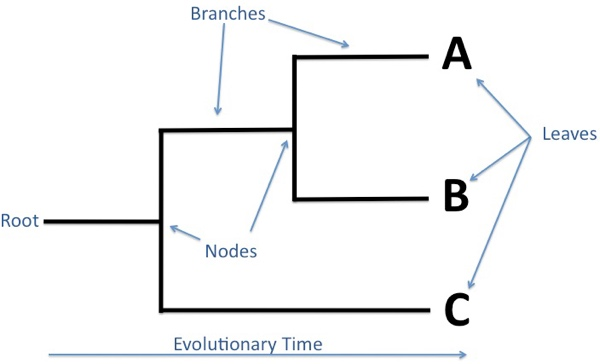 Branches
A
Leaves
B
Root
Nodes
C
Evolutionary Time